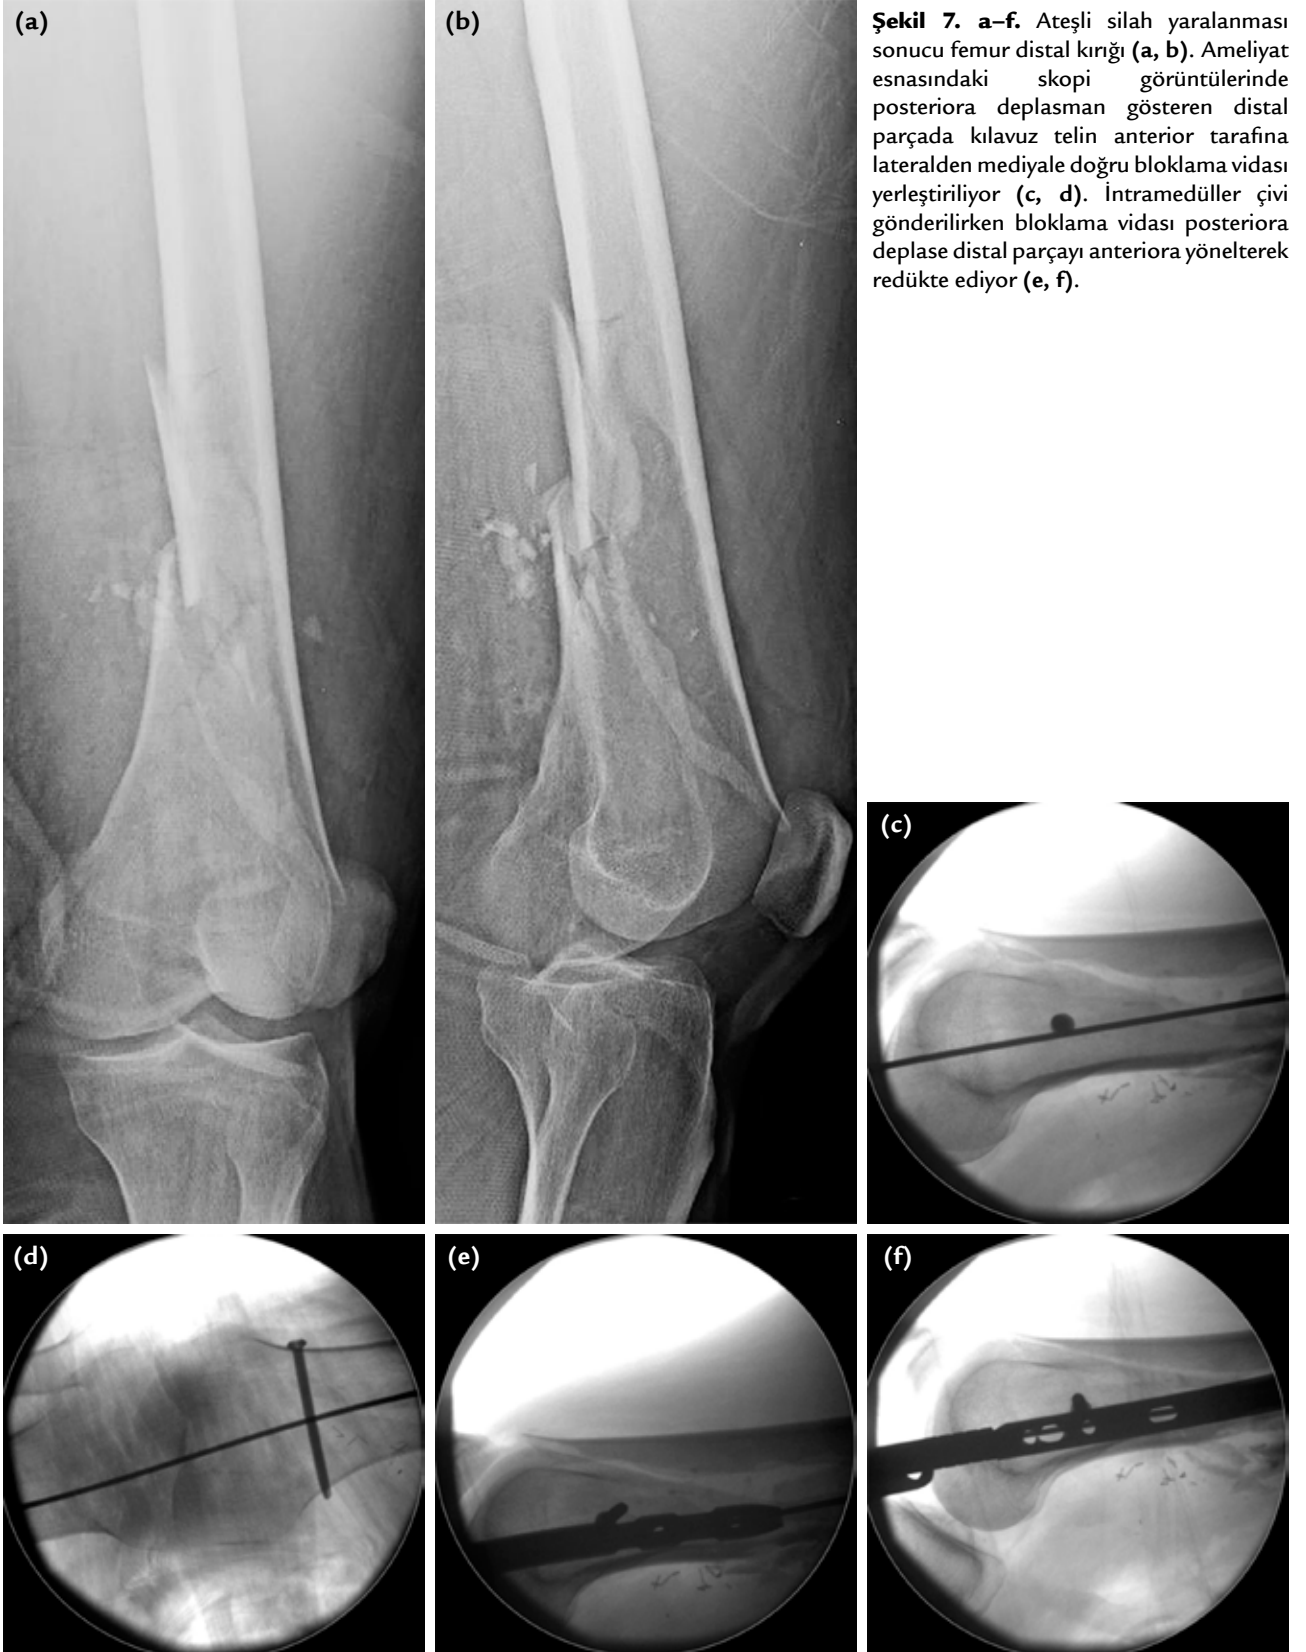 (a)
(b)
Şekil 7. a–f. Ateşli silah yaralanması
sonucu femur distal kırığı (a, b). Ameliyat
esnasındaki skopi görüntülerinde
posteriora deplasman gösteren distal
parçada kılavuz telin anterior tarafına
lateralden mediyale doğru bloklama vidası
yerleştiriliyor (c, d). İntramedüller çivi
gönderilirken bloklama vidası posteriora
deplase distal parçayı anteriora yönelterek
redükte ediyor (e, f).
(c)
(d)
(e)
(f)